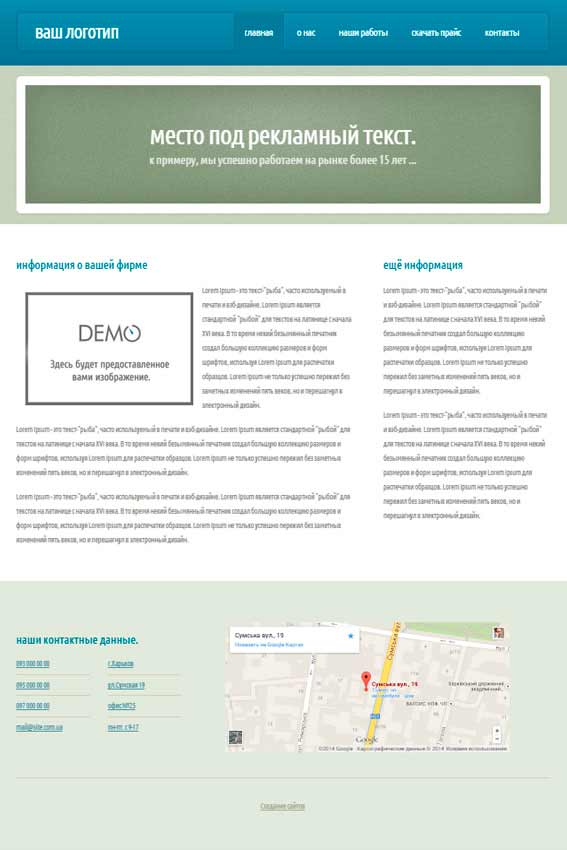 ваш логотип
главная
о нас
наши работы
скачать прайс
контакты
место под рекламный текст.
к примеру, мы успешно работаем на рынке более 15 лет ...
информация о вашей фирме
DEMO
Здесь будет предоставленное
вами изображение.
Lorem Ipsum - это текст-"рыба", часто используемый в
печати и вэб-дизайне. Lorem Ipsum является
стандартной "рыбой" для текстов на латинице с начала
XVI века. В то время некий безымянный печатник
создал большую коллекцию размеров и форм
шрифтов, используя Lorem Ipsum для распечатки
образцов. Lorem Ipsum не только успешно пережил без
заметных изменений пять веков, но и перешагнул в
электронный дизайн.
Lorem Ipsum - это текст-"рыба", часто используемый в печати и вэб-дизайне. Lorem Ipsum является стандартной "рыбой" для
текстов на латинице с начала XVI века. В то время некий безымянный печатник создал большую коллекцию размеров и
форм шрифтов, используя Lorem Ipsum для распечатки образцов. Lorem Ipsum не только успешно пережил без заметных
изменений пять веков, но и перешагнул в электронный дизайн.
Lorem Ipsum - это текст-"рыба", часто используемый в печати и вэб-дизайне. Lorem Ipsum является стандартной "рыбой" для
текстов на латинице с начала XVI века. В то время некий безымянный печатник создал большую коллекцию размеров и
форм шрифтов, используя Lorem Ipsum для распечатки образцов. Lorem Ipsum не только успешно пережил без заметных
изменений пять веков, но и перешагнул в электронный дизайн.
ещё информация
Lorem Ipsum - это текст-"рыба", часто используемый в
печати и вэб-дизайне. Lorem Ipsum является
стандартной "рыбой" для текстов на латинице с начала
XVI века. В то время некий безымянный печатник
создал большую коллекцию размеров и форм
шрифтов, используя Lorem Ipsum для
распечатки образцов. Lorem Ipsum не только успешно
пережил без заметных изменений пять веков, но и
перешагнул в электронный дизайн.
Lorem Ipsum - это текст-"рыба", часто используемый в
печати и вэб-дизайне. Lorem Ipsum является
стандартной "рыбой" для текстов на латинице с начала
XVI века. В то время некий безымянный печатник
создал большую коллекцию размеров и форм
шрифтов, используя Lorem Ipsum для
распечатки образцов. Lorem Ipsum не только успешно
пережил без заметных изменений пять веков, но и
перешагнул в электронный дизайн.
наши контактные данные.
093 000 00 00
г.Харьков
095 000 00 00
ул.Сумская 19
097 000 00 00
офис №125
mail@site.com.ua
пн-пт: с 9-17
Сумська вул., 19
Показать на Google Картах
Сумська вул., 19
Харьківський державний
академічний...
Google
©2014 Google - Картографические данные © 2014 Условия использования
Создание сайтов